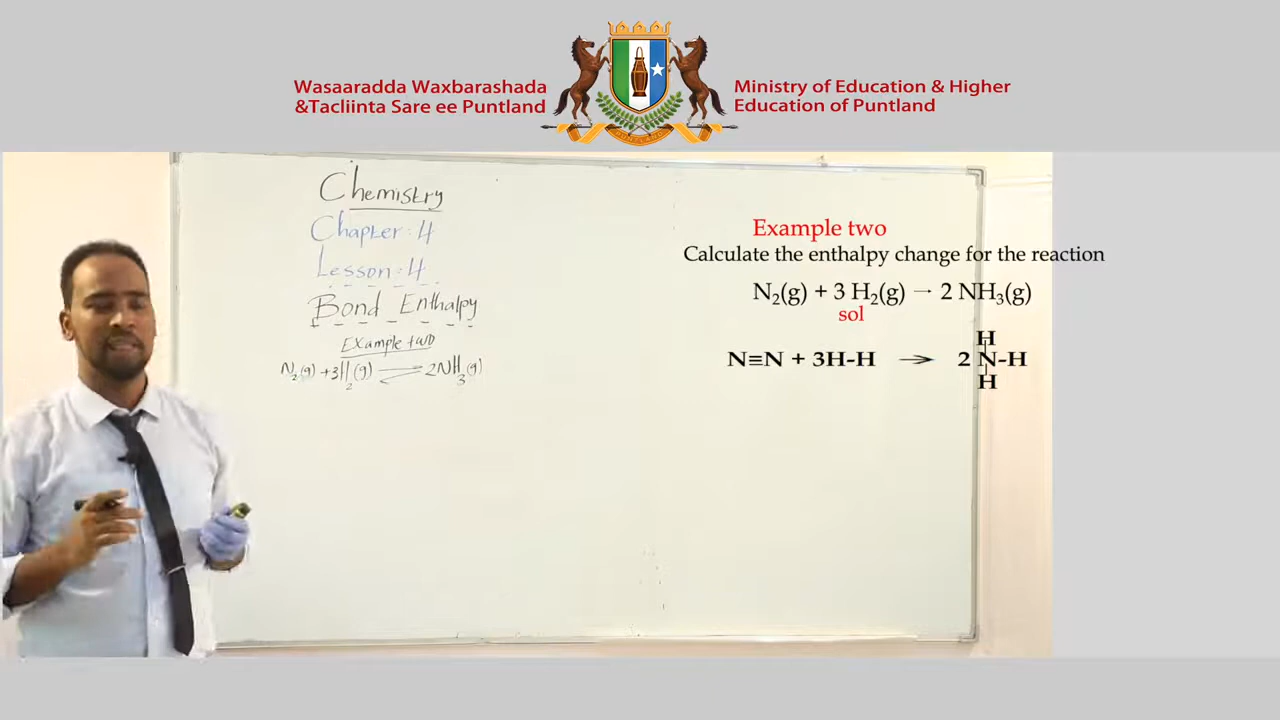 Wasaaradda Waxbarashada
&Tacliinta Sare ee Puntland
Ministry of Education & Higher
Education of Puntland
PUNTLAND
Chemistry
Chapter: 4
Lesson: 4
Bond Enthalpy
Example two
N₂(g) + 3H₂(g) ⇌ 2NH₃(g)
Example two
Calculate the enthalpy change for the reaction
N₂(g) + 3 H₂(g) → 2 NH₃(g)
sol
H
N≡N + 3H-H → 2 N-H
H